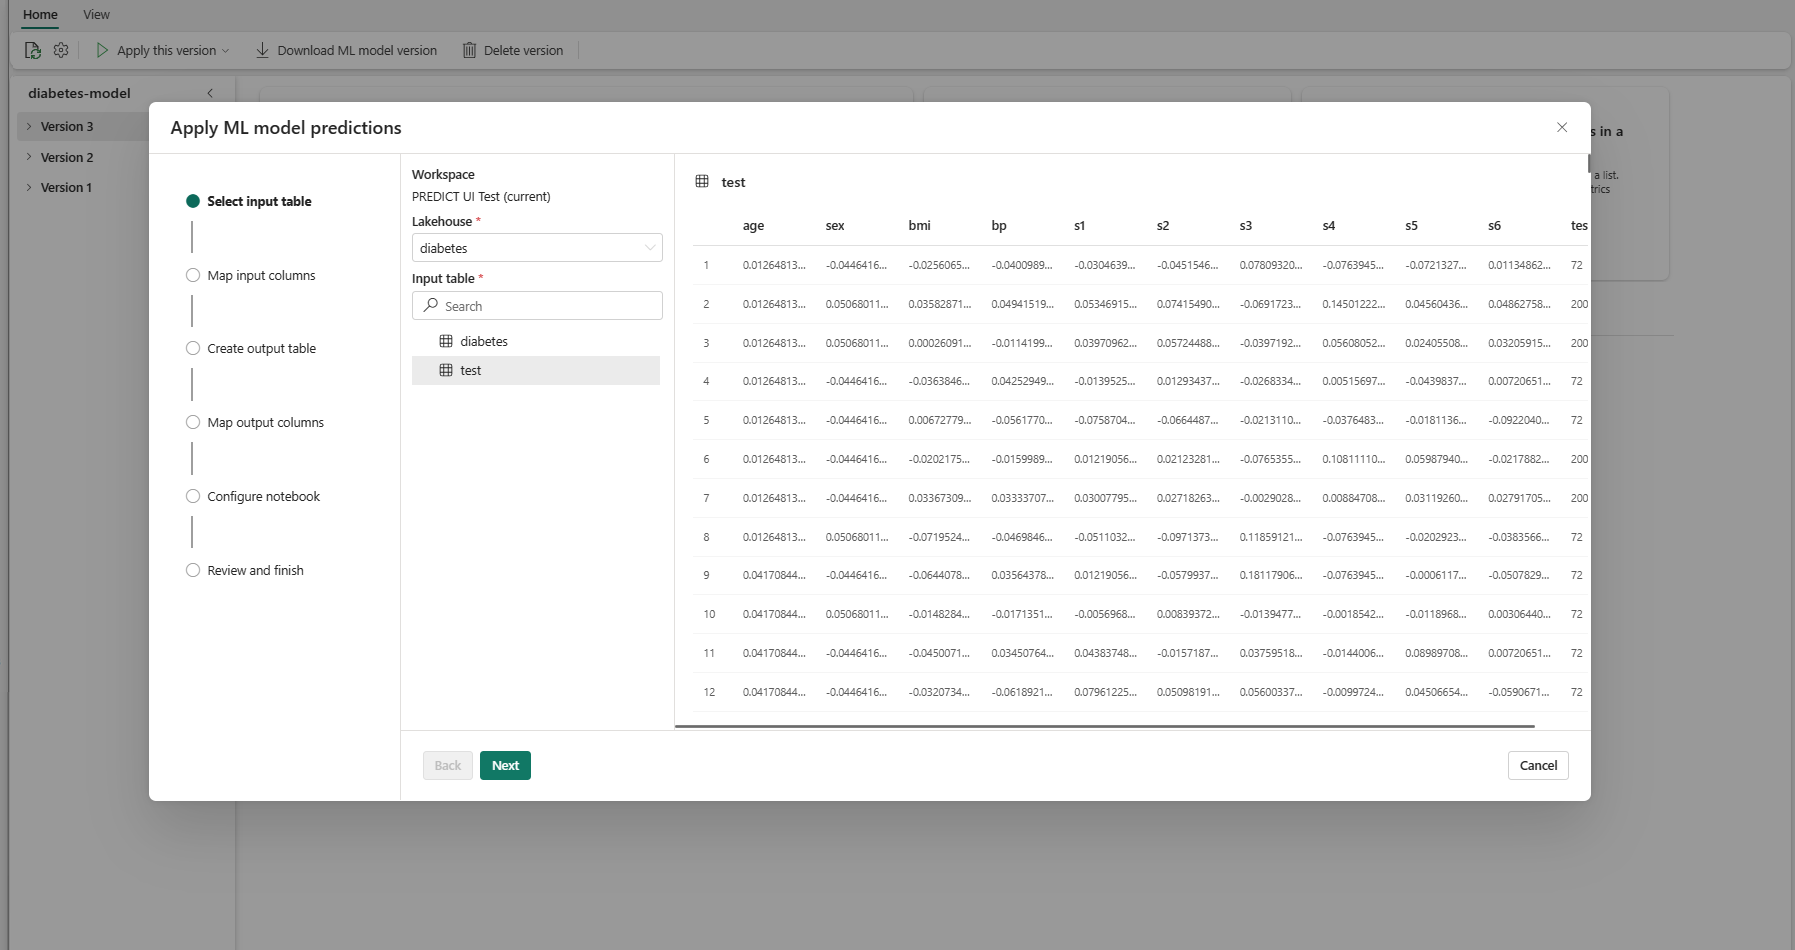 Home View
Apply this version Download ML model version Delete version
diabetes-model
Version 3
Version 2
Version 1
s in a
a list.
trics
Apply ML model predictions
Select input table
Map input columns
Create output table
Map output columns
Configure notebook
Review and finish
Workspace
PREDICT UI Test (current)
Lakehouse *
diabetes
Input table *
Search
diabetes
test
test
age sex bmi bp s1 s2 s3 s4 s5 s6 tes
1 0.01264813... -0.0446416... -0.0256065... -0.0400989... -0.0304639... -0.0451546... 0.07809320... -0.0763945... -0.0721327... 0.01134862... 72
2 0.01264813... 0.05068011... 0.03582871... 0.04941519... 0.05346915... 0.07415490... -0.0691723... 0.14501222... 0.04560436... 0.04862758... 200
3 0.01264813... 0.05068011... 0.00026091... -0.0114199... 0.03970962... 0.05724488... -0.0397192... 0.05608052... 0.02405508... 0.03205915... 200
4 0.01264813... -0.0446416... -0.0363846... 0.04252949... -0.0139525... 0.01293437... -0.0268334... 0.00515697... -0.0439837... 0.00720651... 72
5 0.01264813... -0.0446416... 0.00672779... -0.0561770... -0.0758704... -0.0664487... -0.0213110... -0.0376483... -0.0181136... -0.0922040... 72
6 0.01264813... -0.0446416... -0.0202175... -0.0159989... 0.01219056... 0.02123281... -0.0765355... 0.10811110... 0.05987940... -0.0217882... 200
7 0.01264813... -0.0446416... 0.03367309... 0.03333707... 0.03007795... 0.02718263... -0.0029028... 0.00884708... 0.03119260... 0.02791705... 200
8 0.01264813... 0.05068011... -0.0719524... -0.0469846... -0.0511032... -0.0971373... 0.11859121... -0.0763945... -0.0202923... -0.0383566... 72
9 0.04170844... -0.0446416... -0.0644078... 0.03564378... 0.01219056... -0.0579937... 0.18117906... -0.0763945... -0.0006117... -0.0507829... 72
10 0.04170844... 0.05068011... -0.0148284... -0.0171351... -0.0056968... 0.00839372... -0.0139477... -0.0018542... -0.0118968... 0.00306440... 72
11 0.04170844... -0.0446416... -0.0450071... 0.03450764... 0.04383748... -0.0157187... 0.03759518... -0.0144006... 0.08989708... 0.00720651... 72
12 0.04170844... -0.0446416... -0.0320734... -0.0618921... 0.07961225... 0.05098191... 0.05600337... -0.0099724... 0.04506654... -0.0590671... 72
Back Next Cancel